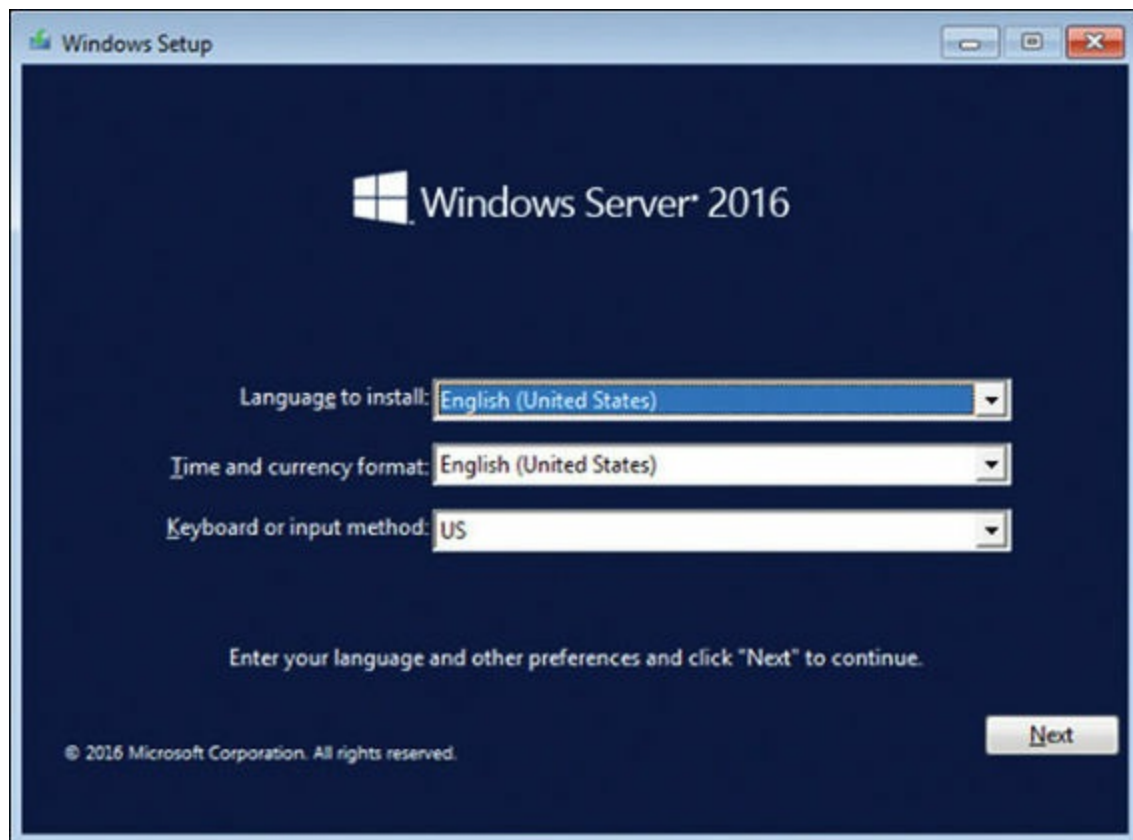 Windows Setup
Windows Server® 2016
Language to install: English (United States)
Time and currency format: English (United States)
Keyboard or input method: US
Enter your language and other preferences and click "Next" to continue.
Next
© 2016 Microsoft Corporation. All rights reserved.